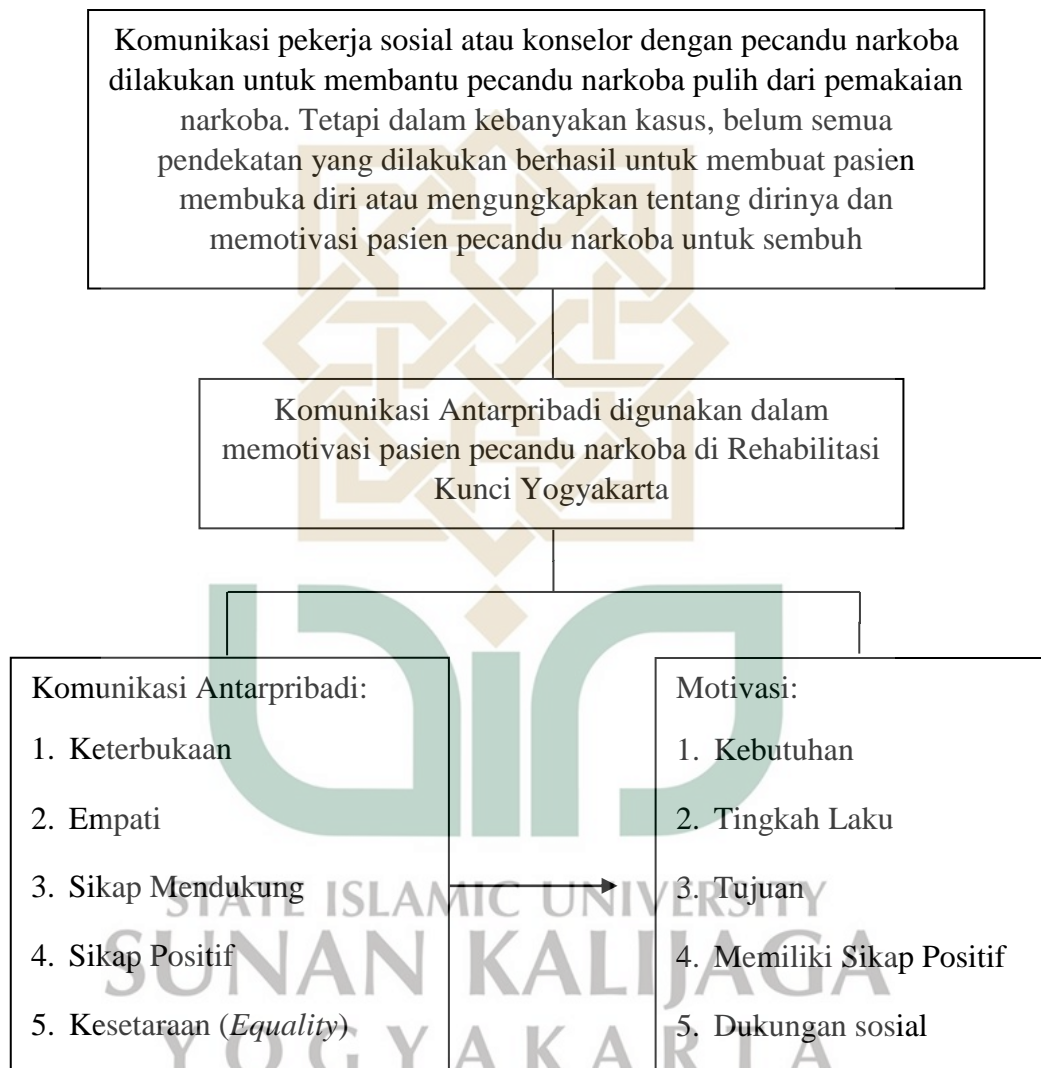 Komunikasi pekerja sosial atau konselor dengan pecandu narkoba
dilakukan untuk membantu pecandu narkoba pulih dari pemakaian
narkoba. Tetapi dalam kebanyakan kasus, belum semua
pendekatan yang dilakukan berhasil untuk membuat pasien
membuka diri atau mengungkapkan tentang dirinya dan
memotivasi pasien pecandu narkoba untuk sembuh
Komunikasi Antarpribadi digunakan dalam
memotivasi pasien pecandu narkoba di Rehabilitasi
Kunci Yogyakarta
Komunikasi Antarpribadi:
1. Keterbukaan
2. Empati
3. Sikap Mendukung
4. Sikap Positif
5. Kesetaraan (Equality)
Motivasi:
1. Kebutuhan
2. Tingkah Laku
3. Tujuan
4. Memiliki Sikap Positif
5. Dukungan sosial
STATE ISLAMIC UNIVERSITY
SUNAN KALIJAGA
YOGYAKARTA